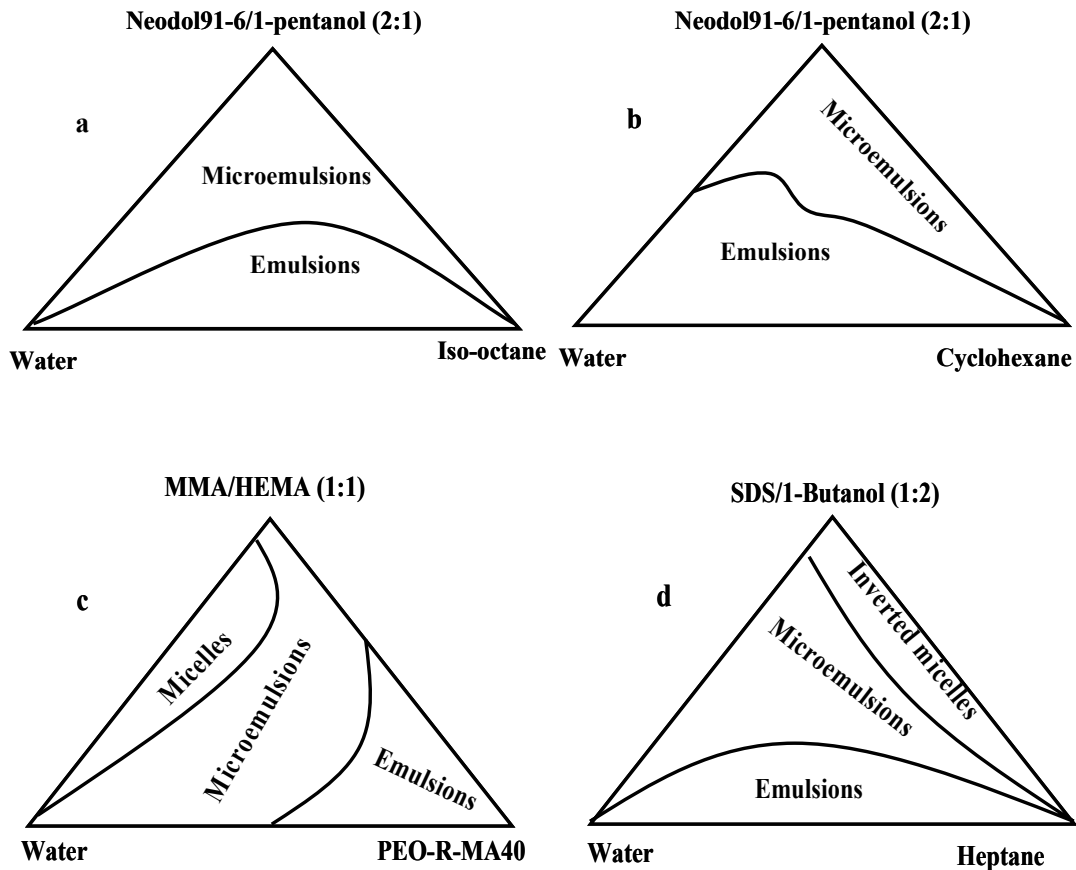 Neodol91-6/1-pentanol (2:1)
a
Microemulsions
Emulsions
Water
Iso-octane
Neodol91-6/1-pentanol (2:1)
b
Microemulsions
Emulsions
Water
Cyclohexane
MMA/HEMA (1:1)
c
Micelles
Microemulsions
Emulsions
Water
PEO-R-MA40
SDS/1-Butanol (1:2)
d
Inverted micelles
Microemulsions
Emulsions
Water
Heptane